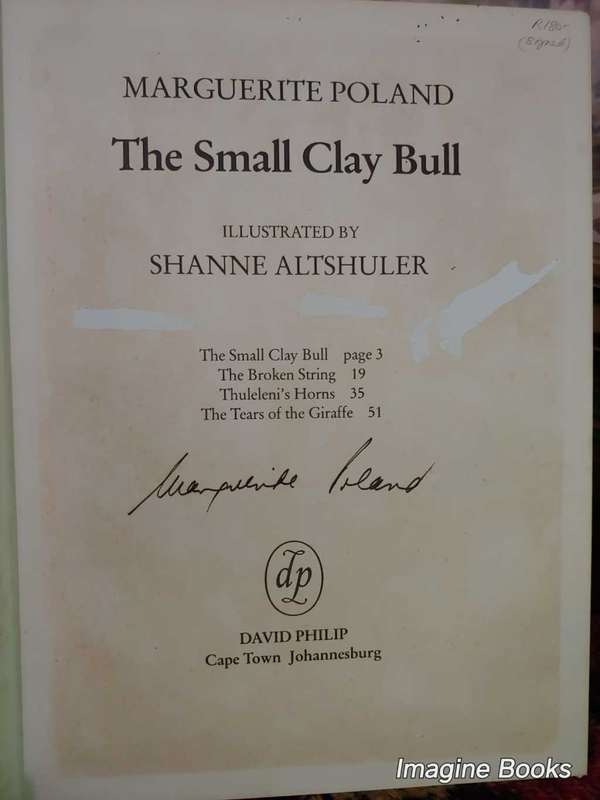 R180-
(Signed)
MARGUERITE POLAND
The Small Clay Bull
ILLUSTRATED BY
SHANNE ALTSHULER
The Small Clay Bull page 3
The Broken String 19
Thuleleni's Horns 35
The Tears of the Giraffe 51
Marguerite Poland
dp
DAVID PHILIP
Cape Town Johannesburg
Imagine Books